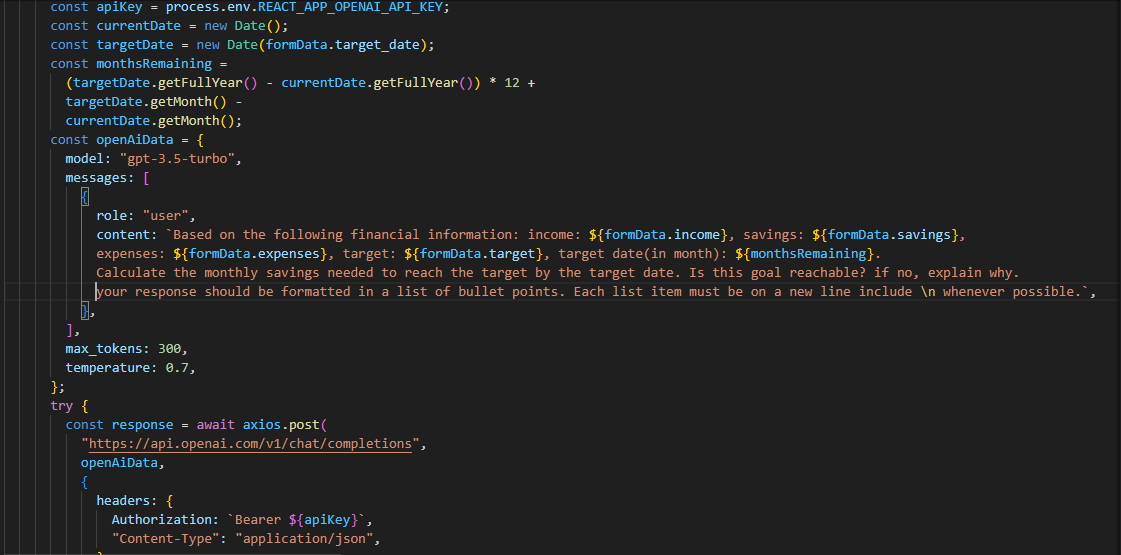 const apiKey = process.env.REACT_APP_OPENAI_API_KEY;
const currentDate = new Date();
const targetDate = new Date(formData.target_date);
const monthsRemaining =
(targetDate.getFullYear() - currentDate.getFullYear()) * 12 +
targetDate.getMonth() -
currentDate.getMonth();
const openAiData = {
model: "gpt-3.5-turbo",
messages: [
{
role: "user",
content: `Based on the following financial information: income: ${formData.income}, savings: ${formData.savings},
expenses: ${formData.expenses}, target: ${formData.target}, target date(in month): ${monthsRemaining}.
Calculate the monthly savings needed to reach the target by the target date. Is this goal reachable? if no, explain why.
your response should be formatted in a list of bullet points. Each list item must be on a new line include \n whenever possible.`,
},
],
max_tokens: 300,
temperature: 0.7,
};
try {
const response = await axios.post(
"https://api.openai.com/v1/chat/completions",
openAiData,
{
headers: {
Authorization: `Bearer ${apiKey}`,
"Content-Type": "application/json",